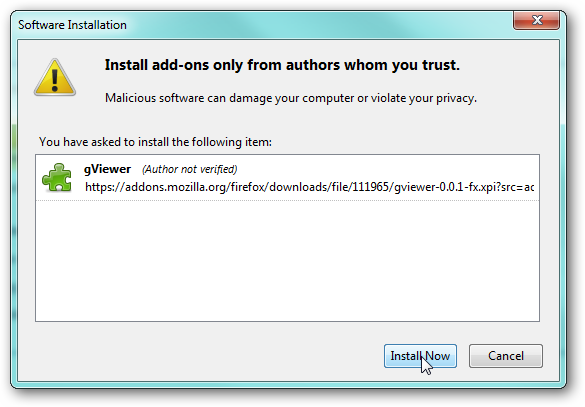 Software Installation
Install add-ons only from authors whom you trust.
Malicious software can damage your computer or violate your privacy.
You have asked to install the following item:
gViewer (Author not verified)
https://addons.mozilla.org/firefox/downloads/file/111965/gviewer-0.0.1-fx.xpi?src=ac
Install Now Cancel